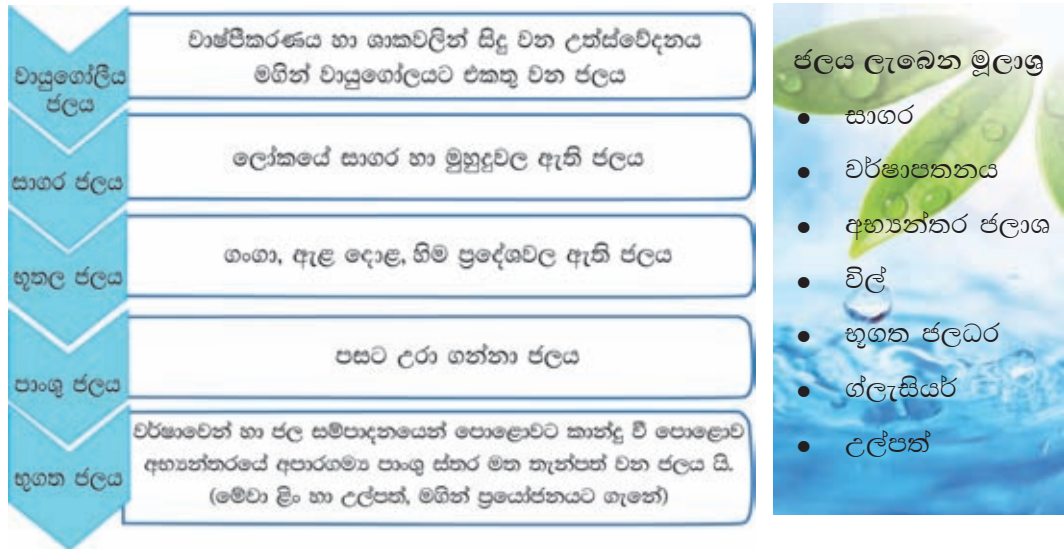 වායුගෝලීය
ජලය
වාෂ්පීකරණය හා ශාකවලින් සිදු වන උත්ස්වේදනය
මගින් වායුගෝලයට එකතු වන ජලය
සාගර ජලය
ලෝකයේ සාගර හා මුහුදුවල ඇති ජලය
භූතල ජලය
ගංගා, ඇළ දොළ, හිම ප්‍රදේශවල ඇති ජලය
පාංශු ජලය
පසට උරා ගන්නා ජලය
භූගත ජලය
වර්ෂාවෙන් හා ජල සම්පාදනයෙන් පොළොවට කාන්දු වී පොළොව
අභ්‍යන්තරයේ අපාරගම්‍ය පාංශු ස්තර මත තැන්පත් වන ජලය යි.
(මේවා ළිං හා උල්පත්, මගින් ප්‍රයෝජනයට ගැනේ)
ජලය ලැබෙන මූලාශ්‍ර
• සාගර
• වර්ෂාපතනය
• අභ්‍යන්තර ජලාශ
• විල්
• භූගත ජලධර
• ග්ලැසියර්
• උල්පත්